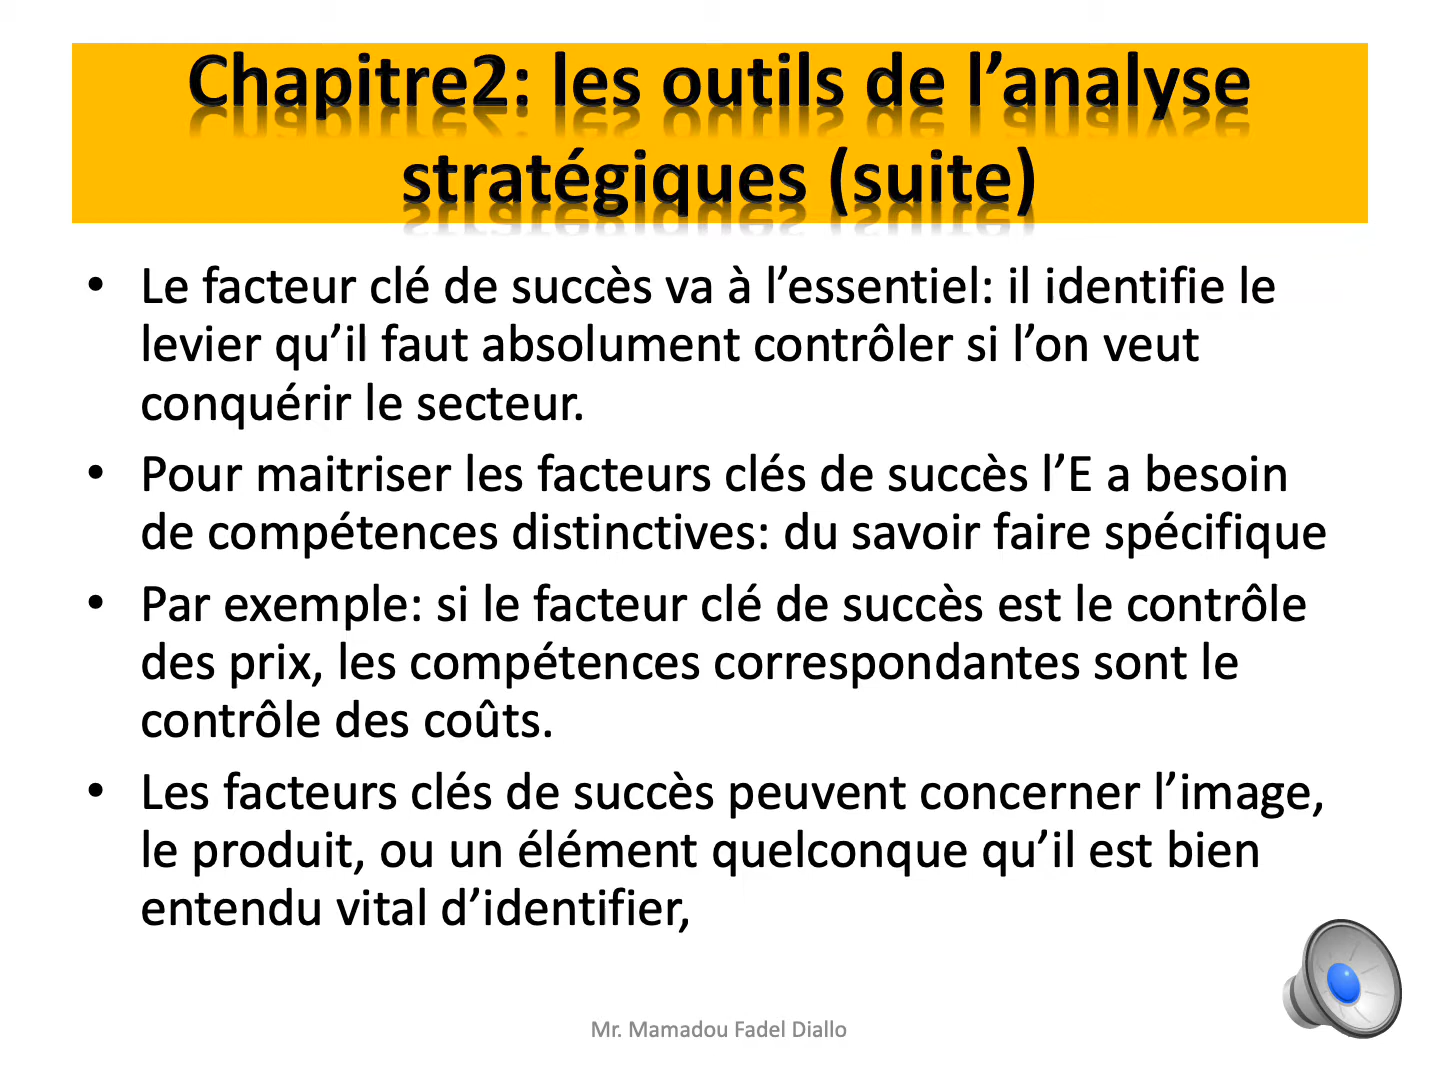 Chapitre2: les outils de l’analyse
stratégiques (suite)
• Le facteur clé de succès va à l’essentiel: il identifie le
levier qu’il faut absolument contrôler si l’on veut
conquérir le secteur.
• Pour maitriser les facteurs clés de succès l’E a besoin
de compétences distinctives: du savoir faire spécifique
• Par exemple: si le facteur clé de succès est le contrôle
des prix, les compétences correspondantes sont le
contrôle des coûts.
• Les facteurs clés de succès peuvent concerner l’image,
le produit, ou un élément quelconque qu’il est bien
entendu vital d’identifier,
Mr. Mamadou Fadel Diallo